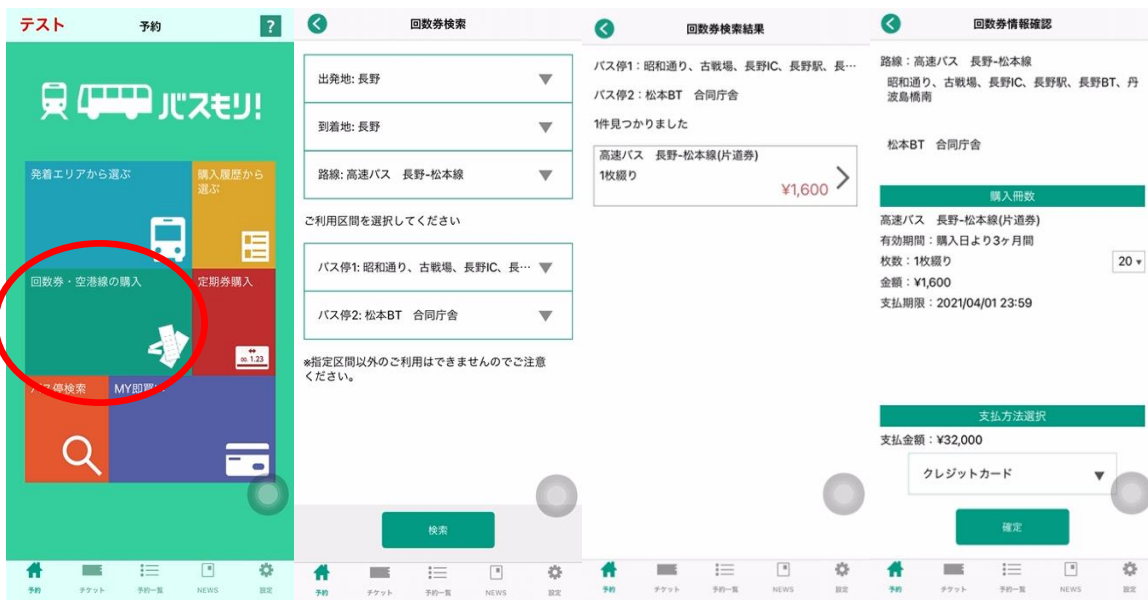 テスト
予約
?
バスもり!
発着エリアから選ぶ
購入履歴から
選ぶ
回数券・空港線の購入
定期券購入
バス停検索
MY即買い
予約
チケット
予約一覧
NEWS
設定
回数券検索
出発地: 長野
到着地: 長野
路線: 高速バス 長野-松本線
ご利用区間を選択してください
バス停1: 昭和通り、古戦場、長野IC、長…
バス停2: 松本BT 合同庁舎
※指定区間以外のご利用はできませんのでご注意
ください。
検索
予約
チケット
予約一覧
NEWS
設定
回数券検索結果
バス停1：昭和通り、古戦場、長野IC、長野駅、長…
バス停2：松本BT 合同庁舎
1件見つかりました
高速バス 長野-松本線(片道券)
1枚綴り
¥1,600
予約
チケット
予約一覧
NEWS
設定
回数券情報確認
路線：高速バス 長野-松本線
昭和通り、古戦場、長野IC、長野駅、長野BT、丹
波島橋南
松本BT 合同庁舎
購入冊数
高速バス 長野-松本線(片道券)
有効期間：購入日より3ヶ月間
枚数：1枚綴り
20
金額：¥1,600
支払期限：2021/04/01 23:59
支払方法選択
支払金額：¥32,000
クレジットカード
確定
予約
チケット
予約一覧
NEWS
設定